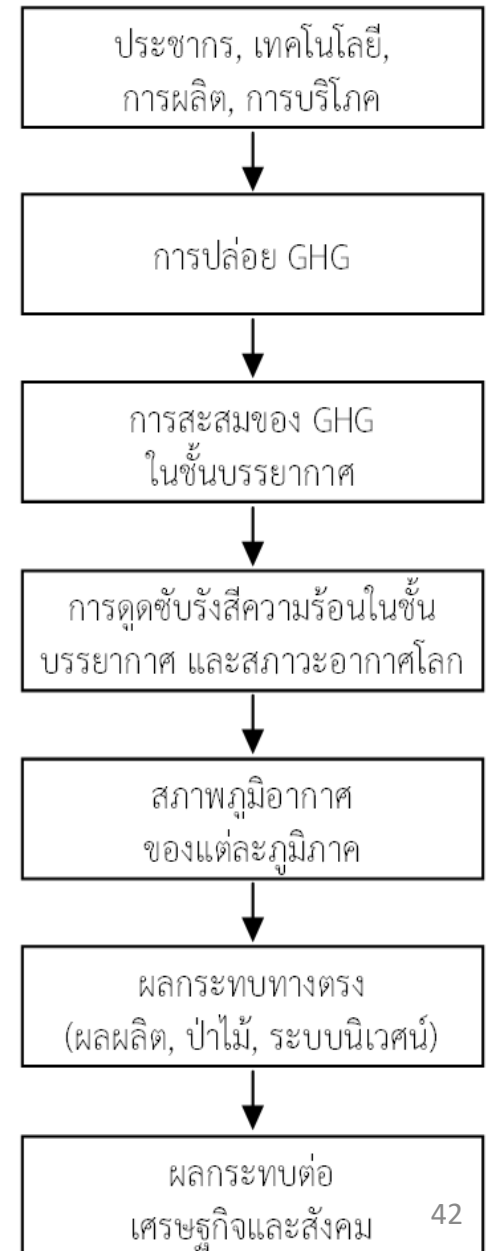 ประชากร, เทคโนโลยี,
การผลิต, การบริโภค
การปล่อย GHG
การสะสมของ GHG
ในชั้นบรรยากาศ
การดูดซับรังสีความร้อนในชั้น
บรรยากาศ และสภาวะอากาศโลก
สภาพภูมิอากาศ
ของแต่ละภูมิภาค
ผลกระทบทางตรง
(ผลผลิต, ป่าไม้, ระบบนิเวศน์)
ผลกระทบต่อ
เศรษฐกิจและสังคม
42